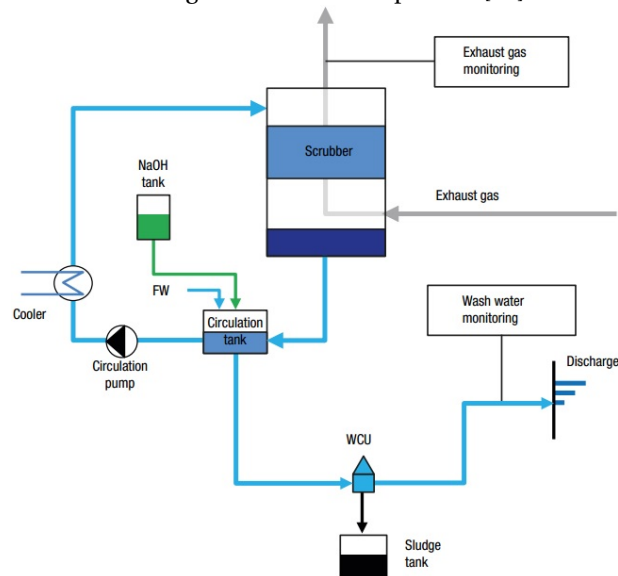 Exhaust gas
monitoring
Scrubber
NaOH
tank
Exhaust gas
FW
Wash water
monitoring
Cooler
Circulation
tank
Circulation
pump
Discharge
WCU
Sludge
tank